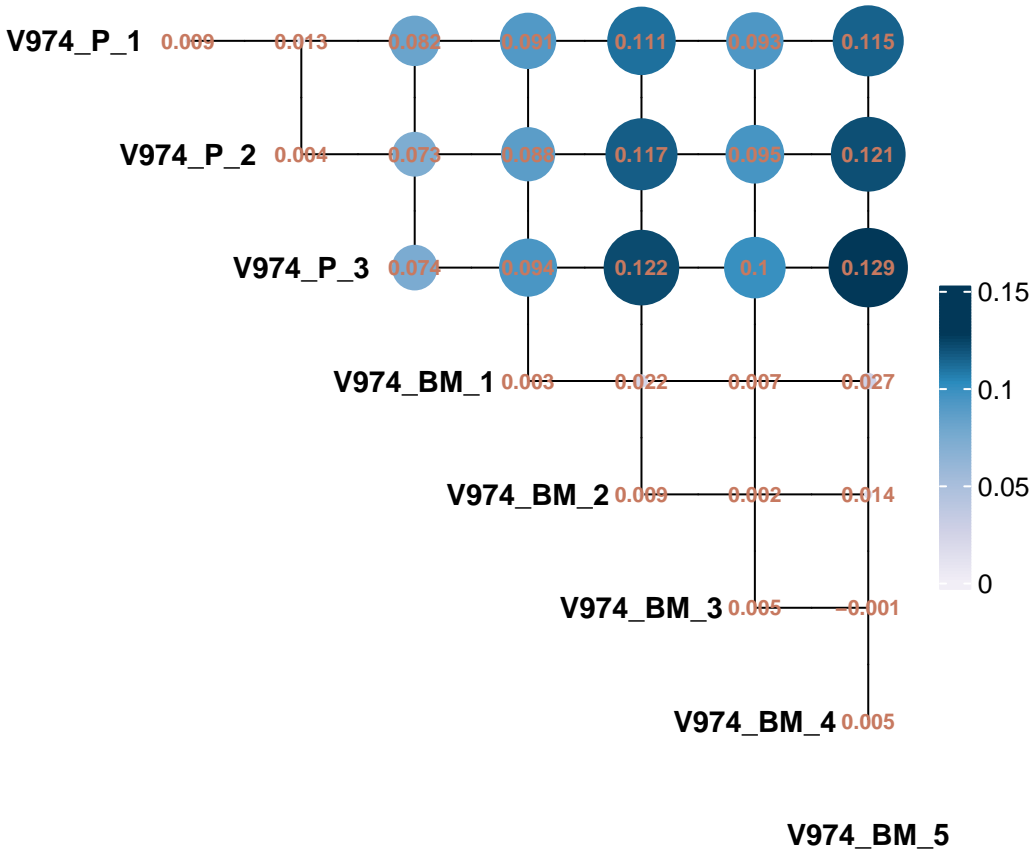 V974_P_1 0.009 0.013 0.082 0.091 0.111 0.093 0.115
V974_P_2 0.004 0.073 0.088 0.117 0.095 0.121
V974_P_3 0.074 0.094 0.122 0.1 0.129
0.15
V974_BM_1 0.003 0.022 0.007 0.027
0.1
V974_BM_2 0.009 0.002 0.014
0.05
V974_BM_3 0.005 −0.001
0
V974_BM_4 0.005
V974_BM_5